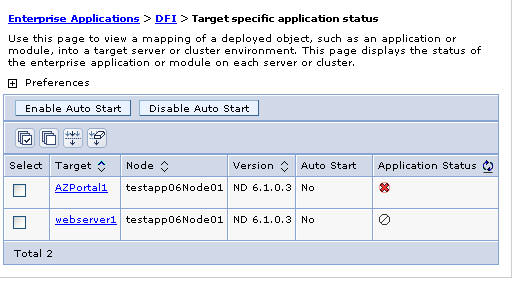 Enterprise Applications > DFI > Target specific application status
Use this page to view a mapping of a deployed object, such as an application or
module, into a target server or cluster environment. This page displays the status of
the enterprise application or module on each server or cluster.
Preferences
Enable Auto Start Disable Auto Start
Select Target Node Version Auto Start Application Status
AZPortal1 testapp06Node01 ND 6.1.0.3 No
webserver1 testapp06Node01 ND 6.1.0.3 No
Total 2